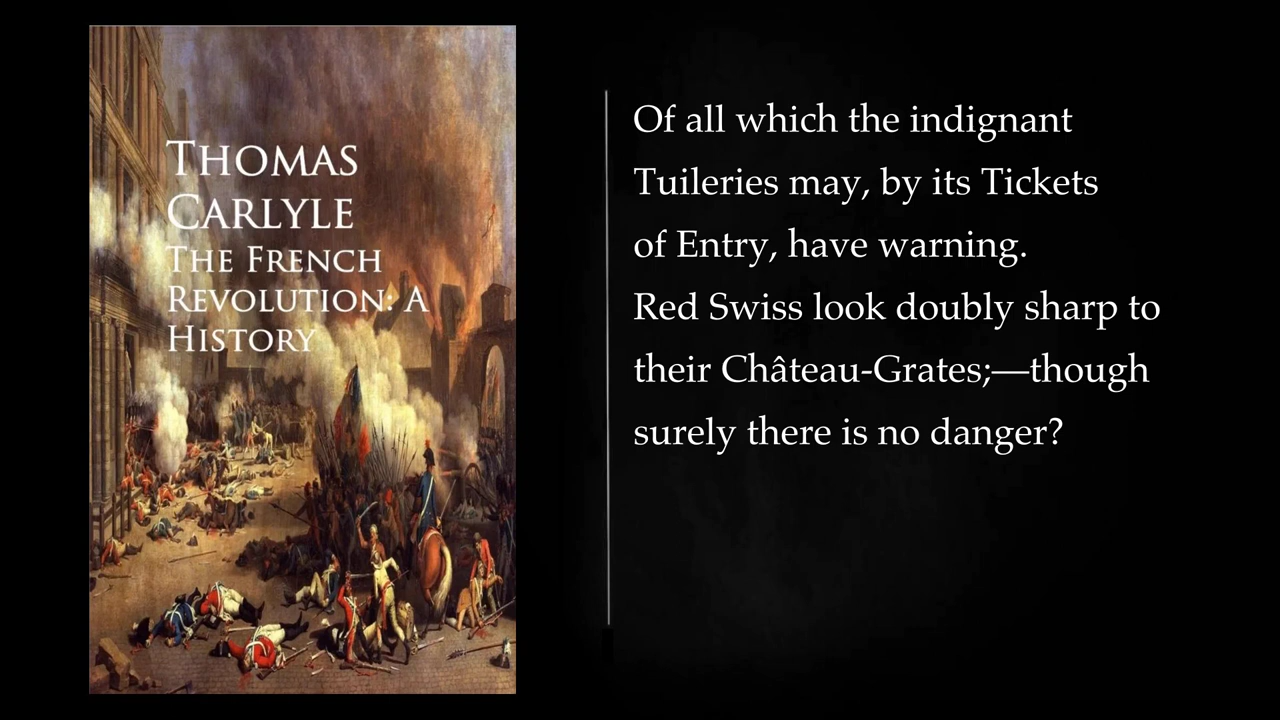 THOMAS
CARLYLE
THE FRENCH
REVOLUTION: A
HISTORY
Of all which the indignant
Tuileries may, by its Tickets
of Entry, have warning.
Red Swiss look doubly sharp to
their Château-Grates;—though
surely there is no danger?